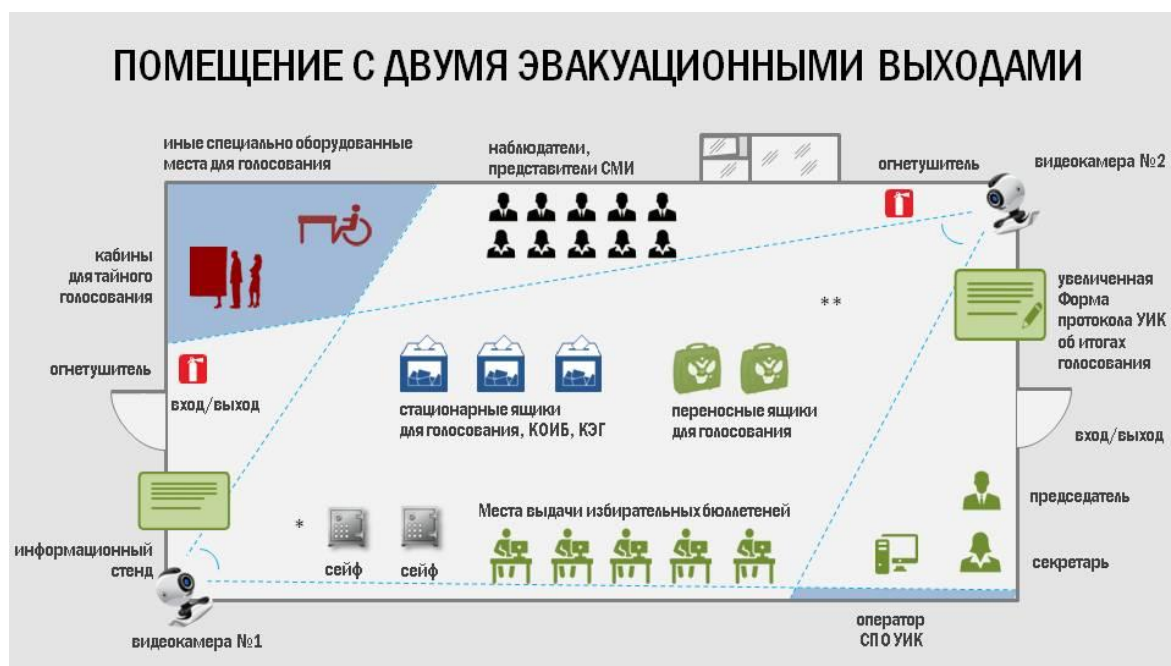 ПОМЕЩЕНИЕ С ДВУМЯ ЭВАКУАЦИОННЫМИ ВЫХОДАМИ
иные специально оборудованные
места для голосования
наблюдатели,
представители СМИ
огнетушитель
видеокамера №2
кабины
для тайного
голосования
увеличенная
Форма
протокола УИК
об итогах
голосования
**
огнетушитель
вход/выход
стационарные ящики
для голосования, КОИБ, КЭГ
переносные ящики
для голосования
вход/выход
председатель
*
Места выдачи избирательных бюллетеней
информационный
стенд
сейф
сейф
секретарь
видеокамера №1
оператор
СПО УИК